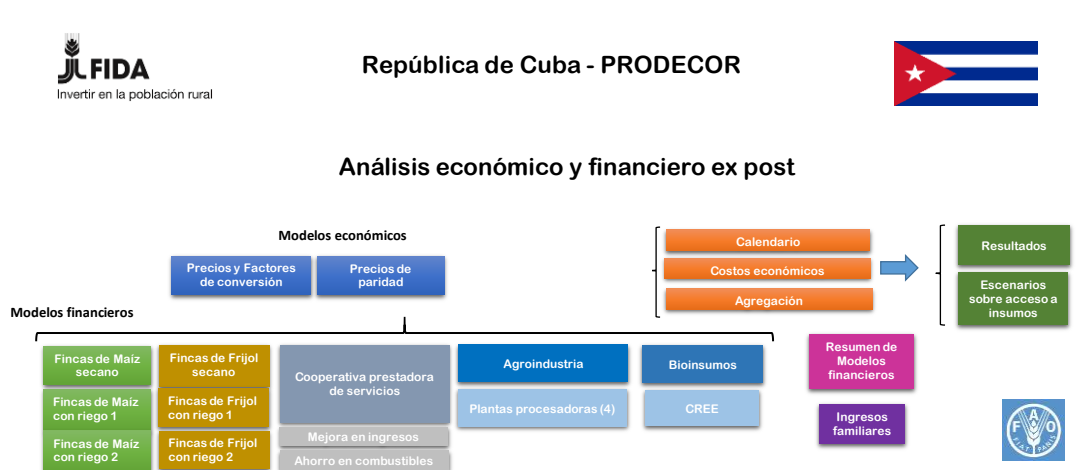 FIDA
Invertir en la población rural
República de Cuba - PRODECOR
Análisis económico y financiero ex post
Modelos económicos
Precios y Factores
de conversión
Precios de
paridad
Calendario
Costos económicos
Agregación
Resultados
Escenarios
sobre acceso a
insumos
Modelos financieros
Fincas de Maíz
secano
Fincas de Maíz
con riego 1
Fincas de Maíz
con riego 2
Fincas de Frijol
secano
Fincas de Frijol
con riego 1
Fincas de Frijol
con riego 2
Cooperativa prestadora
de servicios
Mejora en ingresos
Ahorro en combustibles
Agroindustria
Plantas procesadoras (4)
Bioinsumos
CREE
Resumen de
Modelos
financieros
Ingresos
familiares
FAO
FIAT PANIS